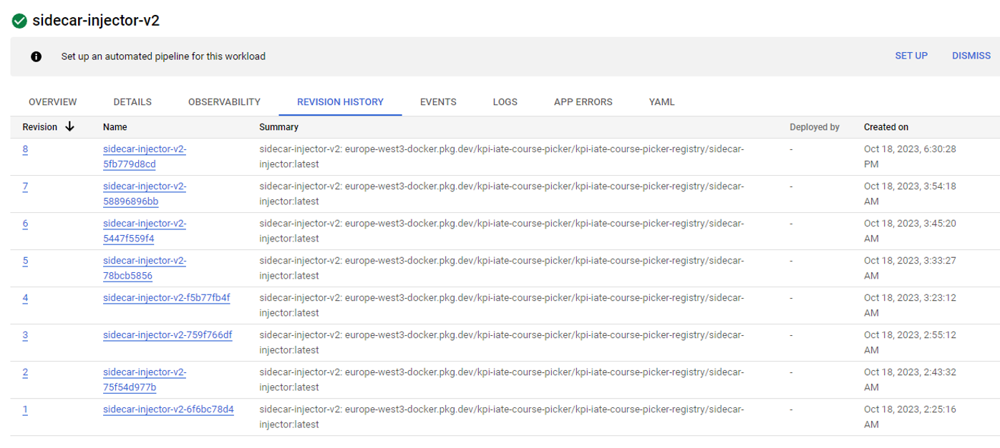 sidecar-injector-v2
Set up an automated pipeline for this workload
SET UP
DISMISS
OVERVIEW
DETAILS
OBSERVABILITY
REVISION HISTORY
EVENTS
LOGS
APP ERRORS
YAML
Revision
Name
Summary
Deployed by
Created on
8
sidecar-injector-v2-
5fb779d8cd
sidecar-injector-v2: europe-west3-docker.pkg.dev/kpi-iate-course-picker/kpi-iate-course-picker-registry/sidecar-
injector:latest
-
Oct 18, 2023, 6:30:28
PM
7
sidecar-injector-v2-
58896896bb
sidecar-injector-v2: europe-west3-docker.pkg.dev/kpi-iate-course-picker/kpi-iate-course-picker-registry/sidecar-
injector:latest
-
Oct 18, 2023, 3:54:18
AM
6
sidecar-injector-v2-
5447f559f4
sidecar-injector-v2: europe-west3-docker.pkg.dev/kpi-iate-course-picker/kpi-iate-course-picker-registry/sidecar-
injector:latest
-
Oct 18, 2023, 3:45:20
AM
5
sidecar-injector-v2-
78bcb5856
sidecar-injector-v2: europe-west3-docker.pkg.dev/kpi-iate-course-picker/kpi-iate-course-picker-registry/sidecar-
injector:latest
-
Oct 18, 2023, 3:33:27
AM
4
sidecar-injector-v2-f5b77fb4f
sidecar-injector-v2: europe-west3-docker.pkg.dev/kpi-iate-course-picker/kpi-iate-course-picker-registry/sidecar-
injector:latest
-
Oct 18, 2023, 3:23:12
AM
3
sidecar-injector-v2-759f766df
sidecar-injector-v2: europe-west3-docker.pkg.dev/kpi-iate-course-picker/kpi-iate-course-picker-registry/sidecar-
injector:latest
-
Oct 18, 2023, 2:55:12
AM
2
sidecar-injector-v2-
75f54d977b
sidecar-injector-v2: europe-west3-docker.pkg.dev/kpi-iate-course-picker/kpi-iate-course-picker-registry/sidecar-
injector:latest
-
Oct 18, 2023, 2:43:32
AM
1
sidecar-injector-v2-6f6bc78d4
sidecar-injector-v2: europe-west3-docker.pkg.dev/kpi-iate-course-picker/kpi-iate-course-picker-registry/sidecar-
injector:latest
-
Oct 18, 2023, 2:25:16
AM